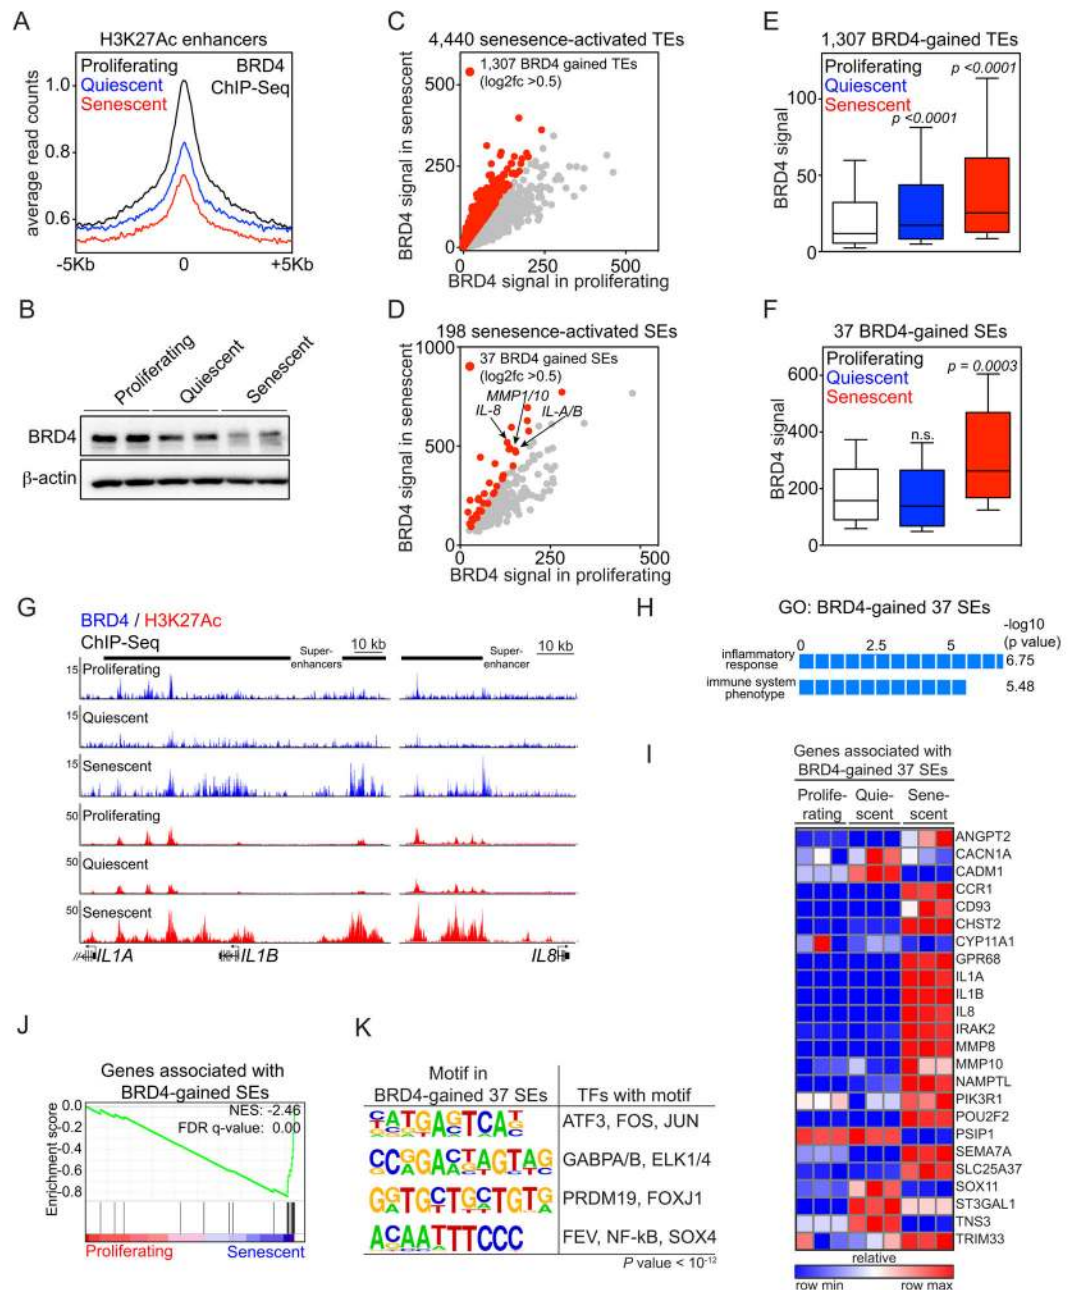 A
H3K27Ac enhancers
Proliferating
Quiescent
Senescent
BRD4
ChIP-Seq
average read counts
1.0
0.8
0.6
-5Kb
0
+5Kb
B
Proliferating
Quiescent
Senescent
BRD4
β-actin
C
4,440 senesence-activated TEs
1,307 BRD4 gained TEs
(log2fc >0.5)
BRD4 signal in senescent
500
250
0
0
250
500
BRD4 signal in proliferating
D
198 senesence-activated SEs
37 BRD4 gained SEs
(log2fc >0.5)
MMP1/10
IL-8
IL-A/B
BRD4 signal in senescent
1000
500
0
0
250
500
BRD4 signal in proliferating
E
1,307 BRD4-gained TEs
Proliferating
Quiescent
Senescent
p <0.0001
p <0.0001
BRD4 signal
100
50
0
F
37 BRD4-gained SEs
Proliferating
Quiescent
Senescent
p = 0.0003
n.s.
BRD4 signal
600
400
200
0
G
BRD4 / H3K27Ac
ChIP-Seq
Super-
enhancers
10 kb
Super-
enhancer
10 kb
Proliferating
15
Quiescent
15
Senescent
15
Proliferating
50
Quiescent
50
Senescent
50
IL1A
IL1B
IL8
H
GO: BRD4-gained 37 SEs
-log10
(p value)
0
2.5
5
inflammatory
response
6.75
immune system
phenotype
5.48
I
Genes associated with
BRD4-gained 37 SEs
Prolife-
rating
Quie-
scent
Sene-
scent
ANGPT2
CACN1A
CADM1
CCR1
CD93
CHST2
CYP11A1
GPR68
IL1A
IL1B
IL8
IRAK2
MMP8
MMP10
NAMPTL
PIK3R1
POU2F2
PSIP1
SEMA7A
SLC25A37
SOX11
ST3GAL1
TNS3
TRIM33
relative
row min
row max
J
Genes associated with
BRD4-gained SEs
NES: -2.46
FDR q-value: 0.00
Enrichment score
0.0
-0.2
-0.4
-0.6
-0.8
Proliferating
Senescent
K
Motif in
BRD4-gained 37 SEs
TFs with motif
ATF3, FOS, JUN
GABPA/B, ELK1/4
PRDM19, FOXJ1
ACAATTTCCC
FEV, NF-kB, SOX4
P value < 10⁻¹²